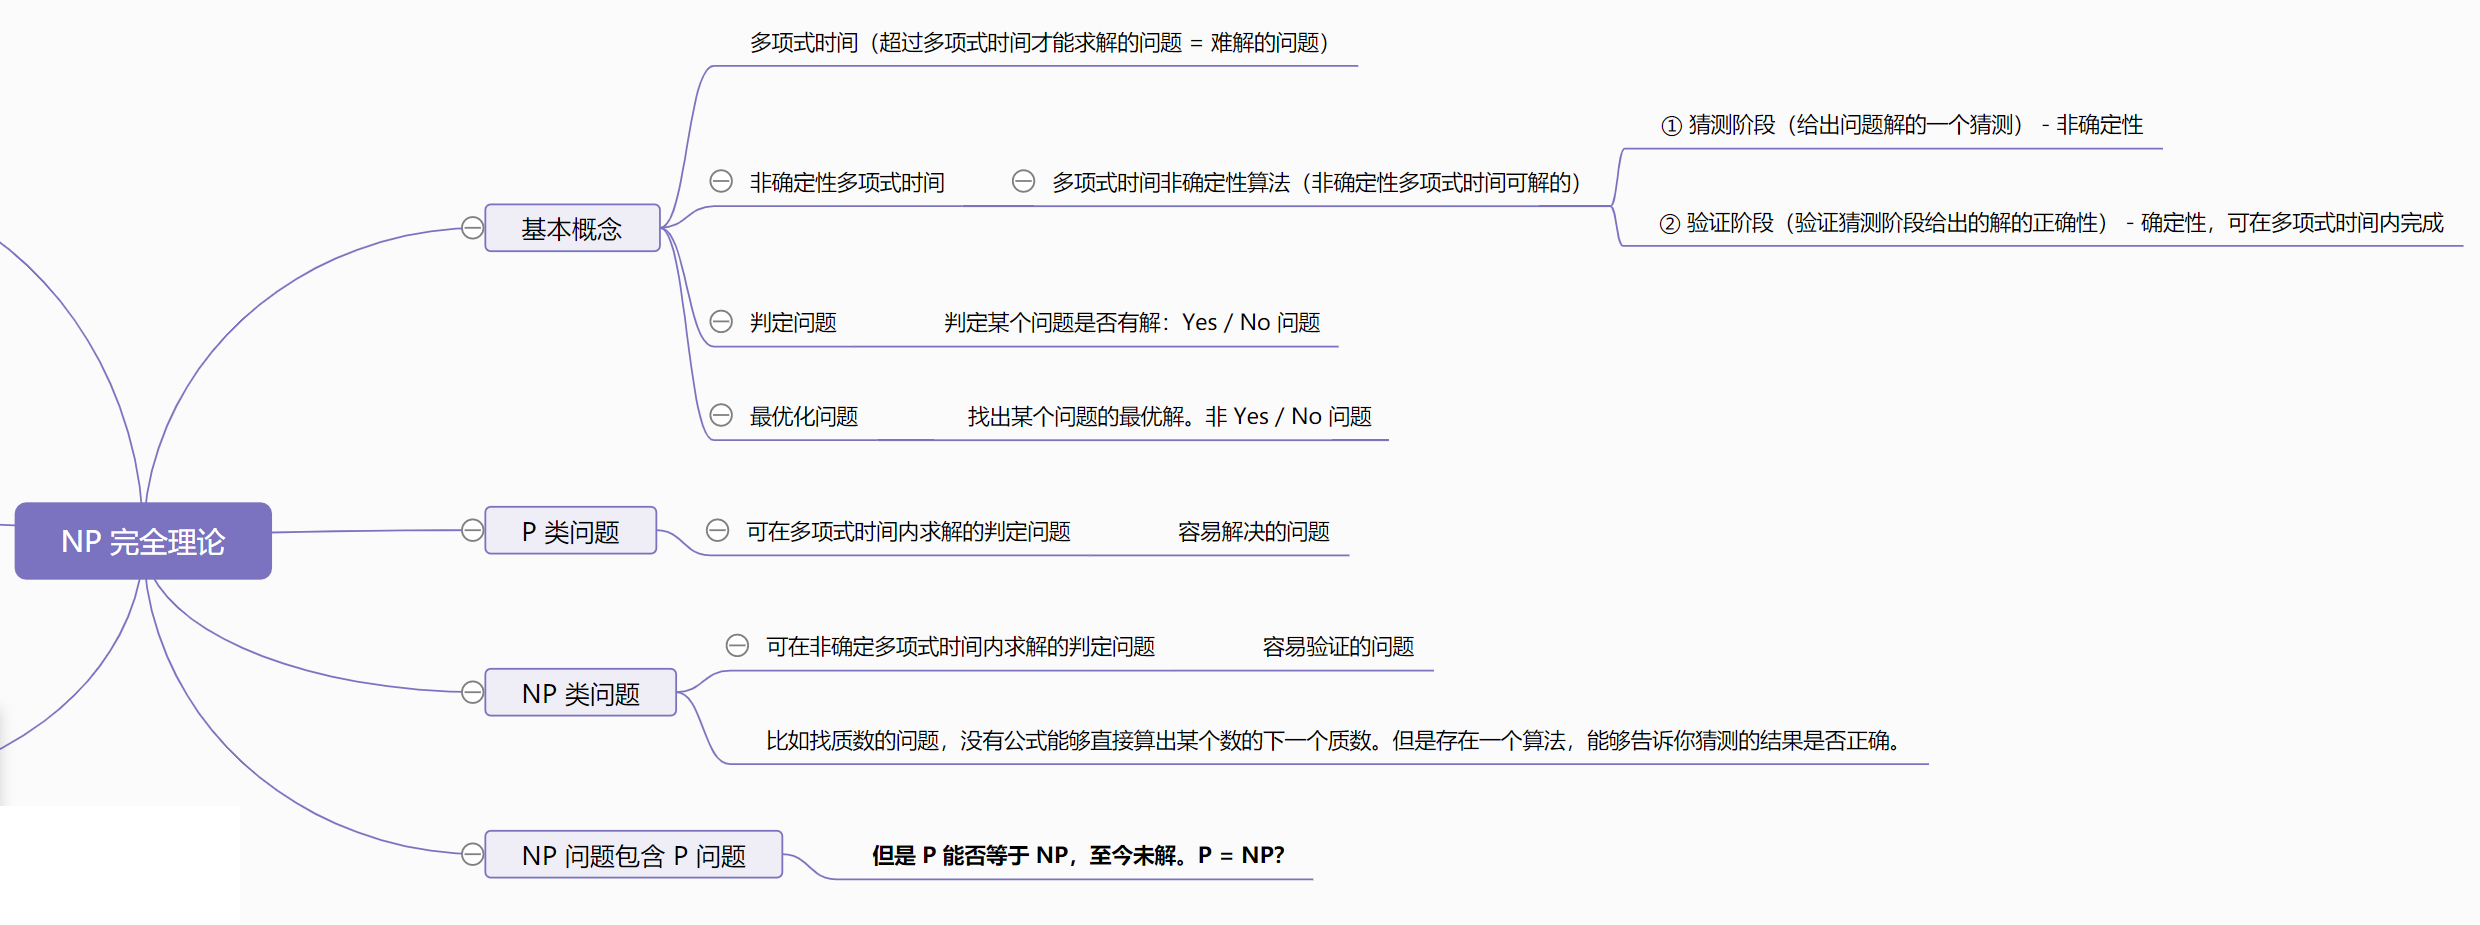 NP 完全理论
基本概念
多项式时间（超过多项式时间才能求解的问题 = 难解的问题）
非确定性多项式时间
多项式时间非确定性算法（非确定性多项式时间可解的）
① 猜测阶段（给出问题解的一个猜测） - 非确定性
② 验证阶段（验证猜测阶段给出的解的正确性） - 确定性，可在多项式时间内完成
判定问题
判定某个问题是否有解：Yes / No 问题
最优化问题
找出某个问题的最优解。非 Yes / No 问题
P 类问题
可在多项式时间内求解的判定问题
容易解决的问题
NP 类问题
可在非确定多项式时间内求解的判定问题
容易验证的问题
比如找质数的问题，没有公式能够直接算出某个数的下一个质数。但是存在一个算法，能够告诉你猜测的结果是否正确。
NP 问题包含 P 问题
但是 P 能否等于 NP，至今未解。P = NP?